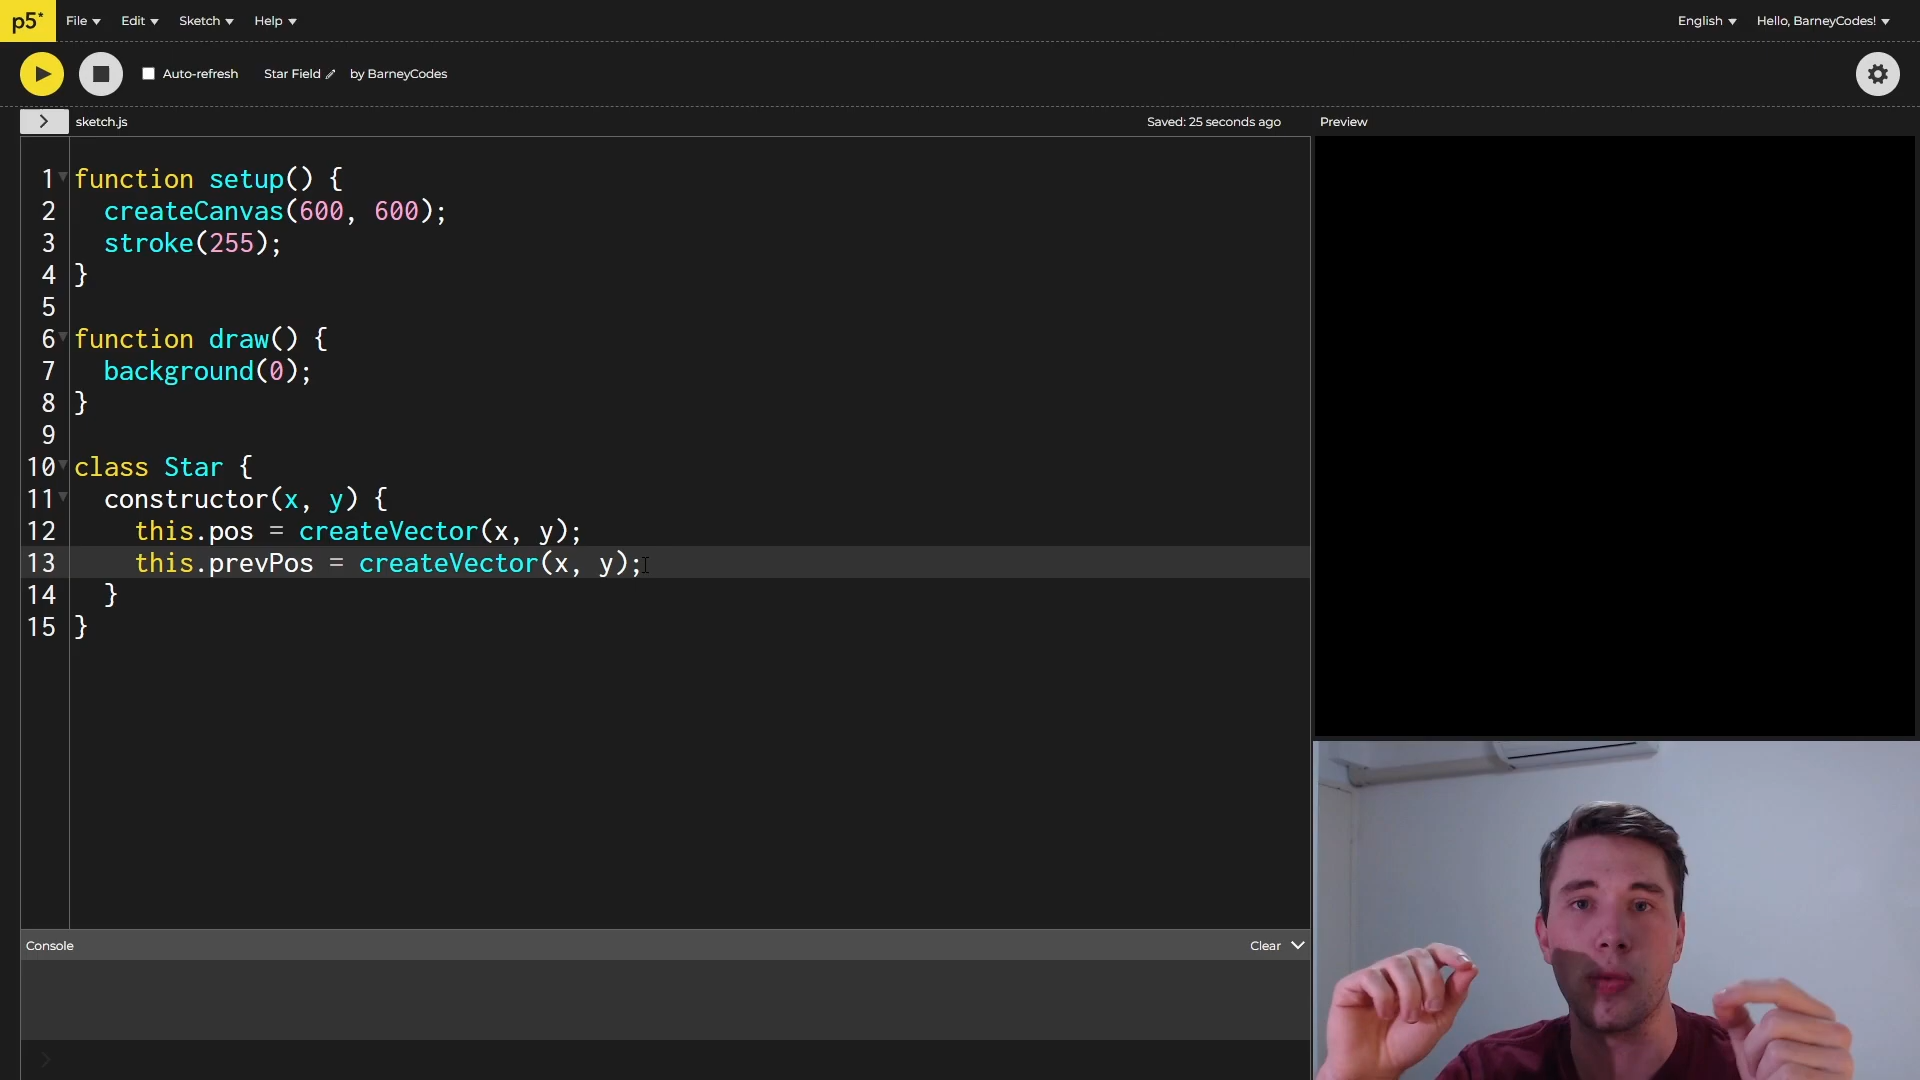 p5* File Edit Sketch Help English Hello, BarneyCodes!
Auto-refresh Star Field by BarneyCodes
> sketch.js Saved: 25 seconds ago Preview
1 function setup() {
2 createCanvas(600, 600);
3 stroke(255);
4 }
5
6 function draw() {
7 background(0);
8 }
9
10 class Star {
11 constructor(x, y) {
12 this.pos = createVector(x, y);
13 this.prevPos = createVector(x, y);
14 }
15 }
Console Clear
>